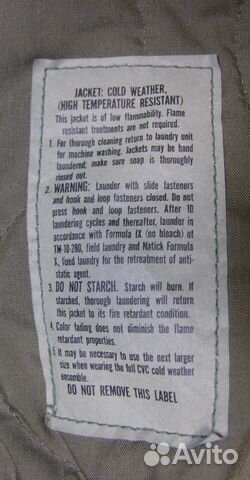 JACKET: COLD WEATHER,
(HIGH TEMPERATURE RESISTANT)
This jacket is of low flammability. Flame
resistant treatments are not required.
1. For thorough cleaning return to laundry unit
for machine washing. Jackets may be hand
laundered; make sure soap is thoroughly
rinsed out.
2. WARNING: Launder with slide fasteners
and hook and loop fasteners closed. Do not
press hook and loop fasteners. After 10
laundering cycles and thereafter, launder in
accordance with Formula IX (no bleach) of
TM-10-280, field laundry and Natick Formula
X, fixed laundry for the retreatment of anti-
static agent.
3. DO NOT STARCH. Starch will burn. If
starched, thorough laundering will return
this jacket to its fire retardant condition.
4. Color fading does not diminish the flame
retardant properties.
5. It may be necessary to use the next larger
size when wearing the full CVC cold weather
ensemble.
DO NOT REMOVE THIS LABEL
Avito